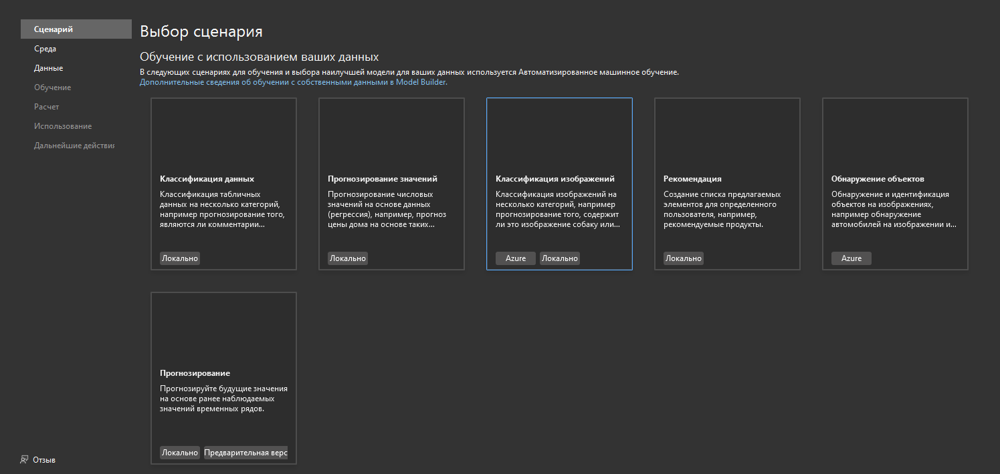 Сценарий
Среда
Данные
Обучение
Расчет
Использование
Дальнейшие действия
Выбор сценария
Обучение с использованием ваших данных
В следующих сценариях для обучения и выбора наилучшей модели для ваших данных используется Автоматизированное машинное обучение.
Дополнительные сведения об обучении с собственными данными в Model Builder.
Классификация данных
Классификация табличных
данных на несколько категорий,
например прогнозирование того,
являются ли комментарии...
Локально
Прогнозирование значений
Прогнозирование числовых
значений на основе данных
(регрессия), например, прогноз
цены дома на основе таких...
Локально
Классификация изображений
Классификация изображений на
несколько категорий, например
прогнозирование того, содержит
ли это изображение собаку или...
Azure Локально
Рекомендация
Создание списка предлагаемых
элементов для определенного
пользователя, например,
рекомендуемые продукты.
Локально
Обнаружение объектов
Обнаружение и идентификация
объектов на изображениях,
например обнаружение
автомобилей на изображении и...
Azure
Прогнозирование
Прогнозируйте будущие значения
на основе ранее наблюдаемых
значений временных рядов.
Локально Предварительная верс
Отзыв